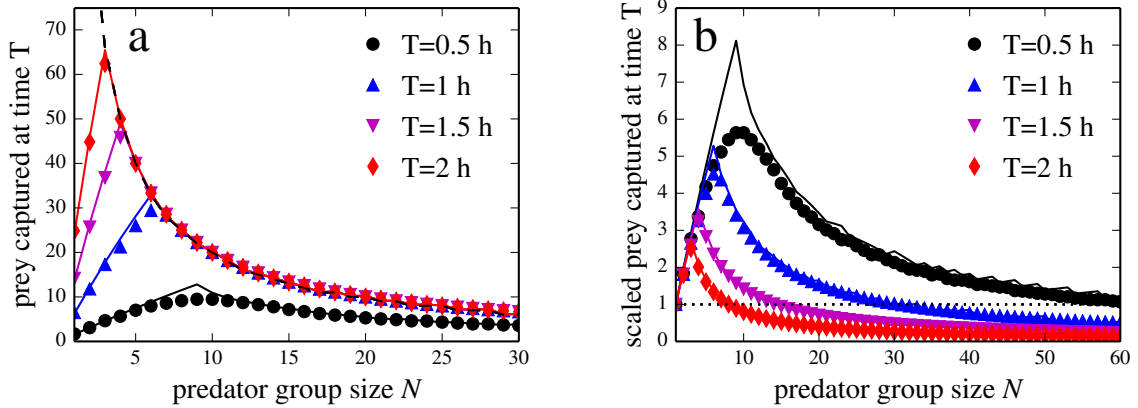 a
prey captured at time T
70
60
50
40
30
20
10
0
5
10
15
20
25
30
predator group size N
T=0.5 h
T=1 h
T=1.5 h
T=2 h
b
scaled prey captured at time T
9
8
7
6
5
4
3
2
1
0
10
20
30
40
50
60
predator group size N
T=0.5 h
T=1 h
T=1.5 h
T=2 h